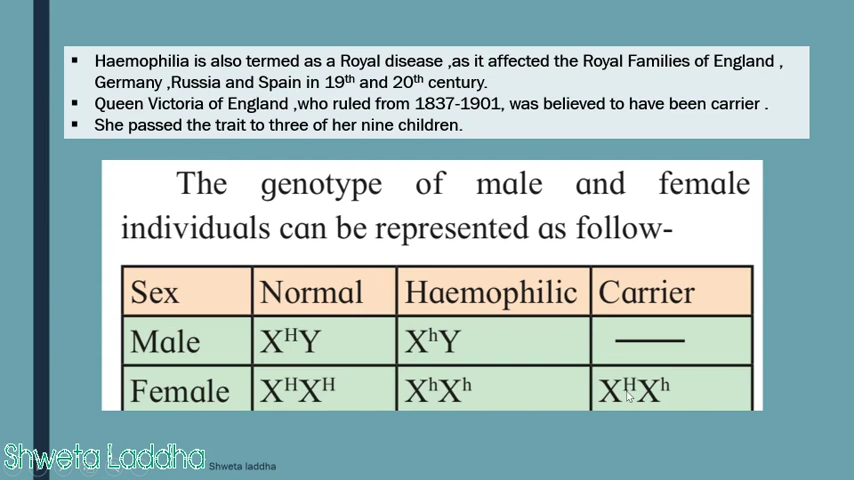 ▪ Haemophilia is also termed as a Royal disease ,as it affected the Royal Families of England ,
Germany ,Russia and Spain in 19th and 20th century.
▪ Queen Victoria of England ,who ruled from 1837-1901, was believed to have been carrier .
▪ She passed the trait to three of her nine children.
The genotype of male and female
individuals can be represented as follow-
Sex Normal Haemophilic Carrier
Male XᴴY XʰY —
Female XᴴXᴴ XʰXʰ XᴴXʰ
Shweta Laddha
Shweta laddha